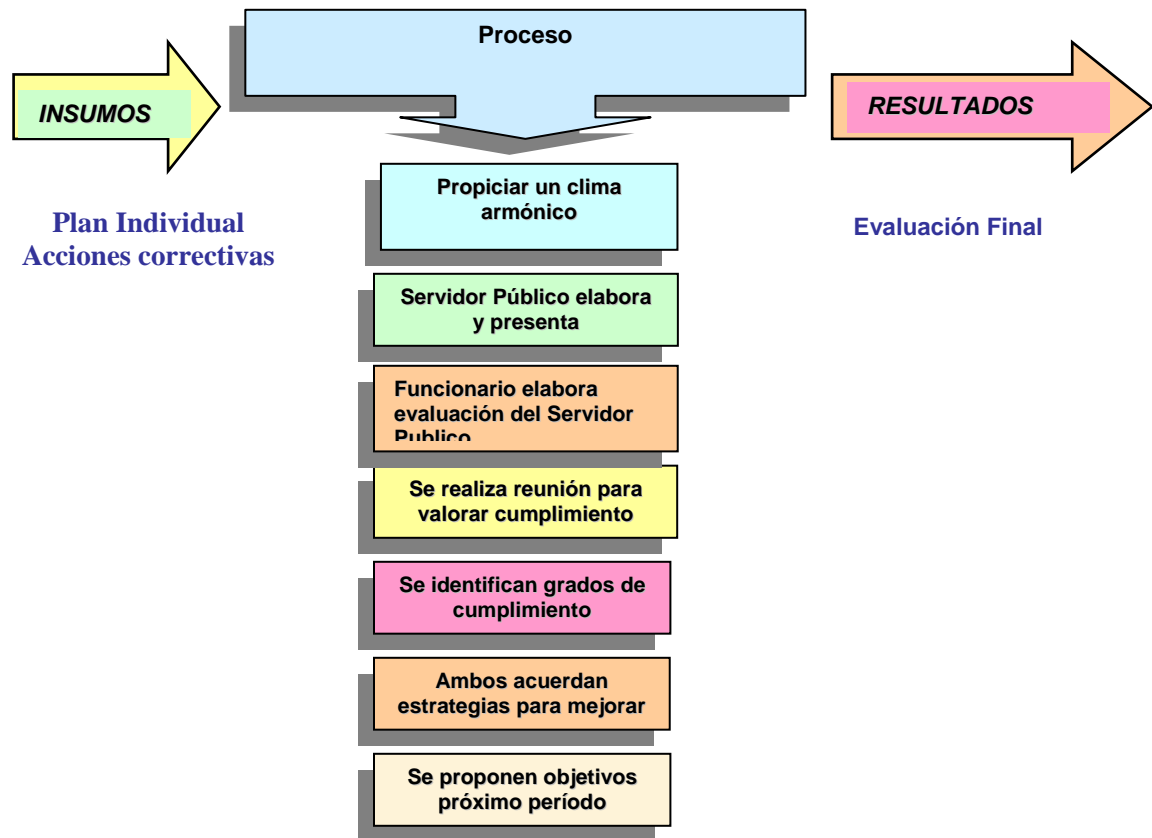 Proceso
INSUMOS
RESULTADOS
Plan Individual
Acciones correctivas
Evaluación Final
Propiciar un clima
armónico
Servidor Público elabora
y presenta
Funcionario elabora
evaluación del Servidor
Publico
Se realiza reunión para
valorar cumplimiento
Se identifican grados de
cumplimiento
Ambos acuerdan
estrategias para mejorar
Se proponen objetivos
próximo período